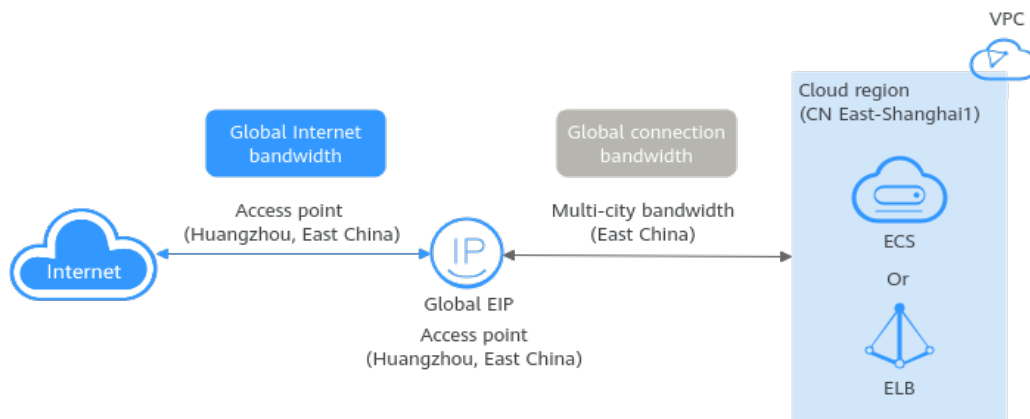 VPC
Cloud region
(CN East-Shanghai1)
Global Internet
bandwidth
Global connection
bandwidth
Access point
(Huangzhou, East China)
Multi-city bandwidth
(East China)
Internet
IP
Global EIP
Access point
(Huangzhou, East China)
ECS
Or
ELB